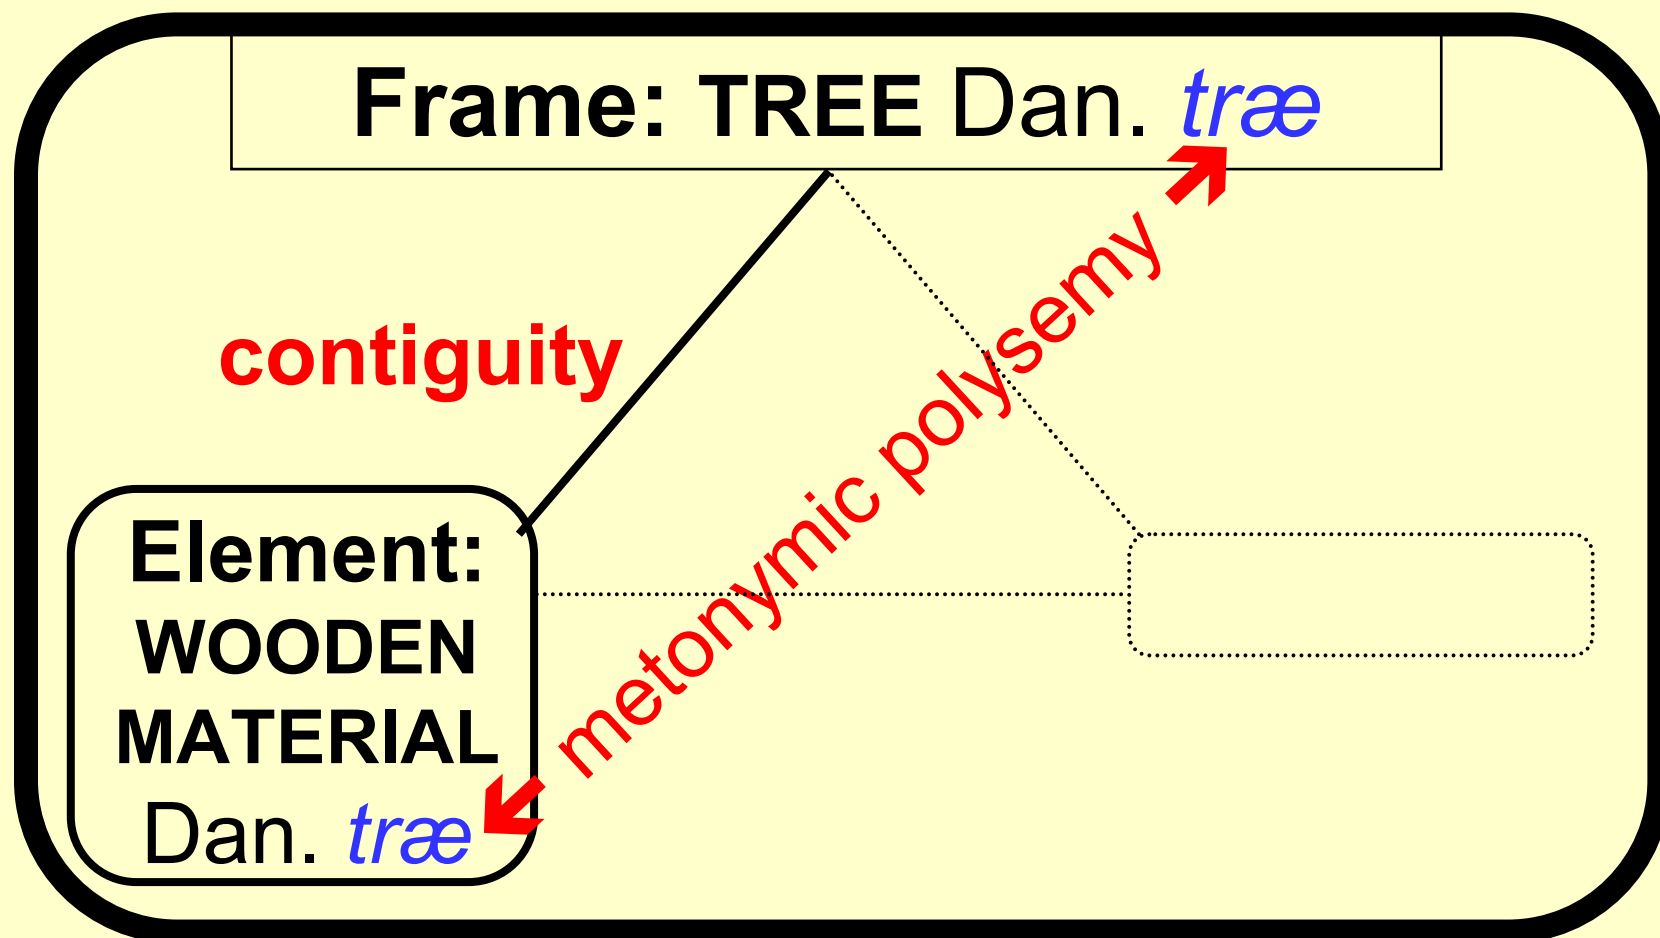 Frame: TREE Dan. træ
contiguity
metonymic polysemy
Element:
WOODEN
MATERIAL
Dan. træ